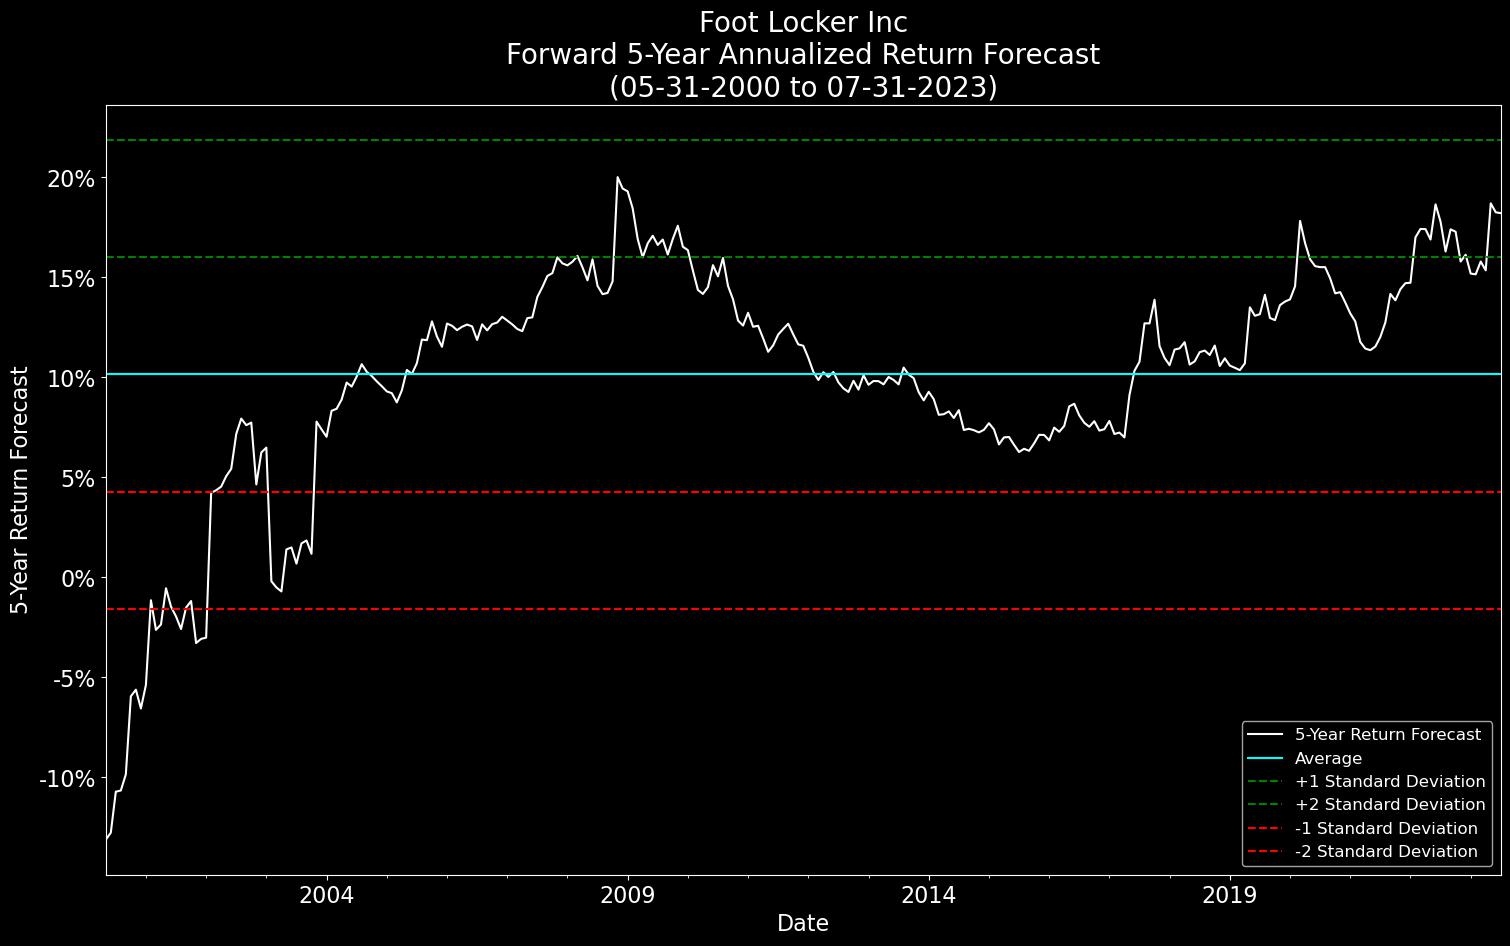 Foot Locker Inc
Forward 5-Year Annualized Return Forecast
(05-31-2000 to 07-31-2023)
5-Year Return Forecast
20%
15%
10%
5%
0%
-5%
-10%
5-Year Return Forecast
Average
+1 Standard Deviation
+2 Standard Deviation
-1 Standard Deviation
-2 Standard Deviation
2004
2009
2014
2019
Date